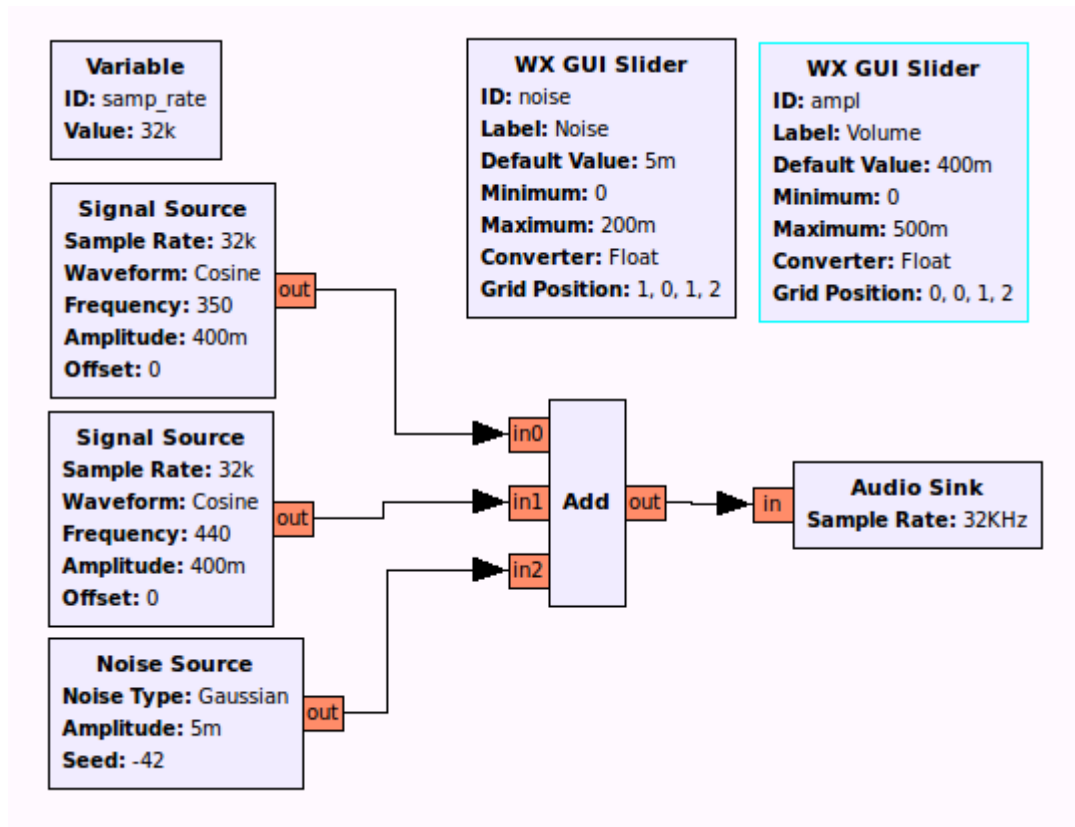 Variable
ID: samp_rate
Value: 32k
WX GUI Slider
ID: noise
Label: Noise
Default Value: 5m
Minimum: 0
Maximum: 200m
Converter: Float
Grid Position: 1, 0, 1, 2
WX GUI Slider
ID: ampl
Label: Volume
Default Value: 400m
Minimum: 0
Maximum: 500m
Converter: Float
Grid Position: 0, 0, 1, 2
Signal Source
Sample Rate: 32k
Waveform: Cosine
Frequency: 350
Amplitude: 400m
Offset: 0
out
Signal Source
Sample Rate: 32k
Waveform: Cosine
Frequency: 440
Amplitude: 400m
Offset: 0
out
Noise Source
Noise Type: Gaussian
Amplitude: 5m
Seed: -42
out
in0
in1
in2
Add
out
in
Audio Sink
Sample Rate: 32KHz